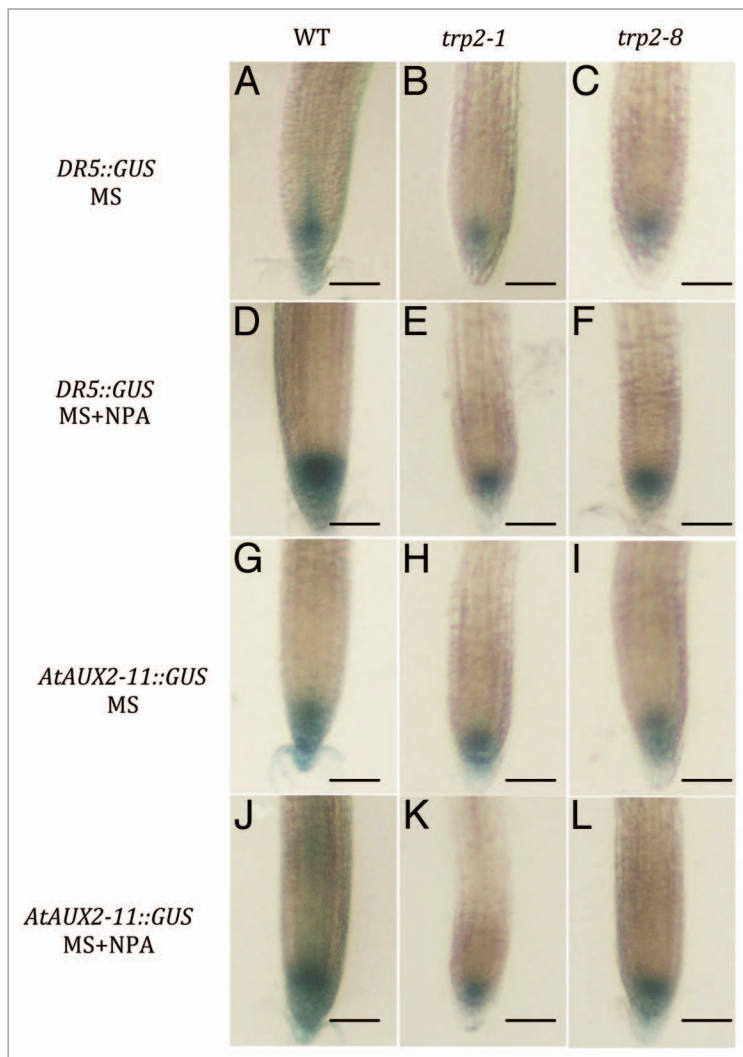 WT trp2-1 trp2-8
A B C
DR5::GUS
MS
D E F
DR5::GUS
MS+NPA
G H I
AtAUX2-11::GUS
MS
J K L
AtAUX2-11::GUS
MS+NPA